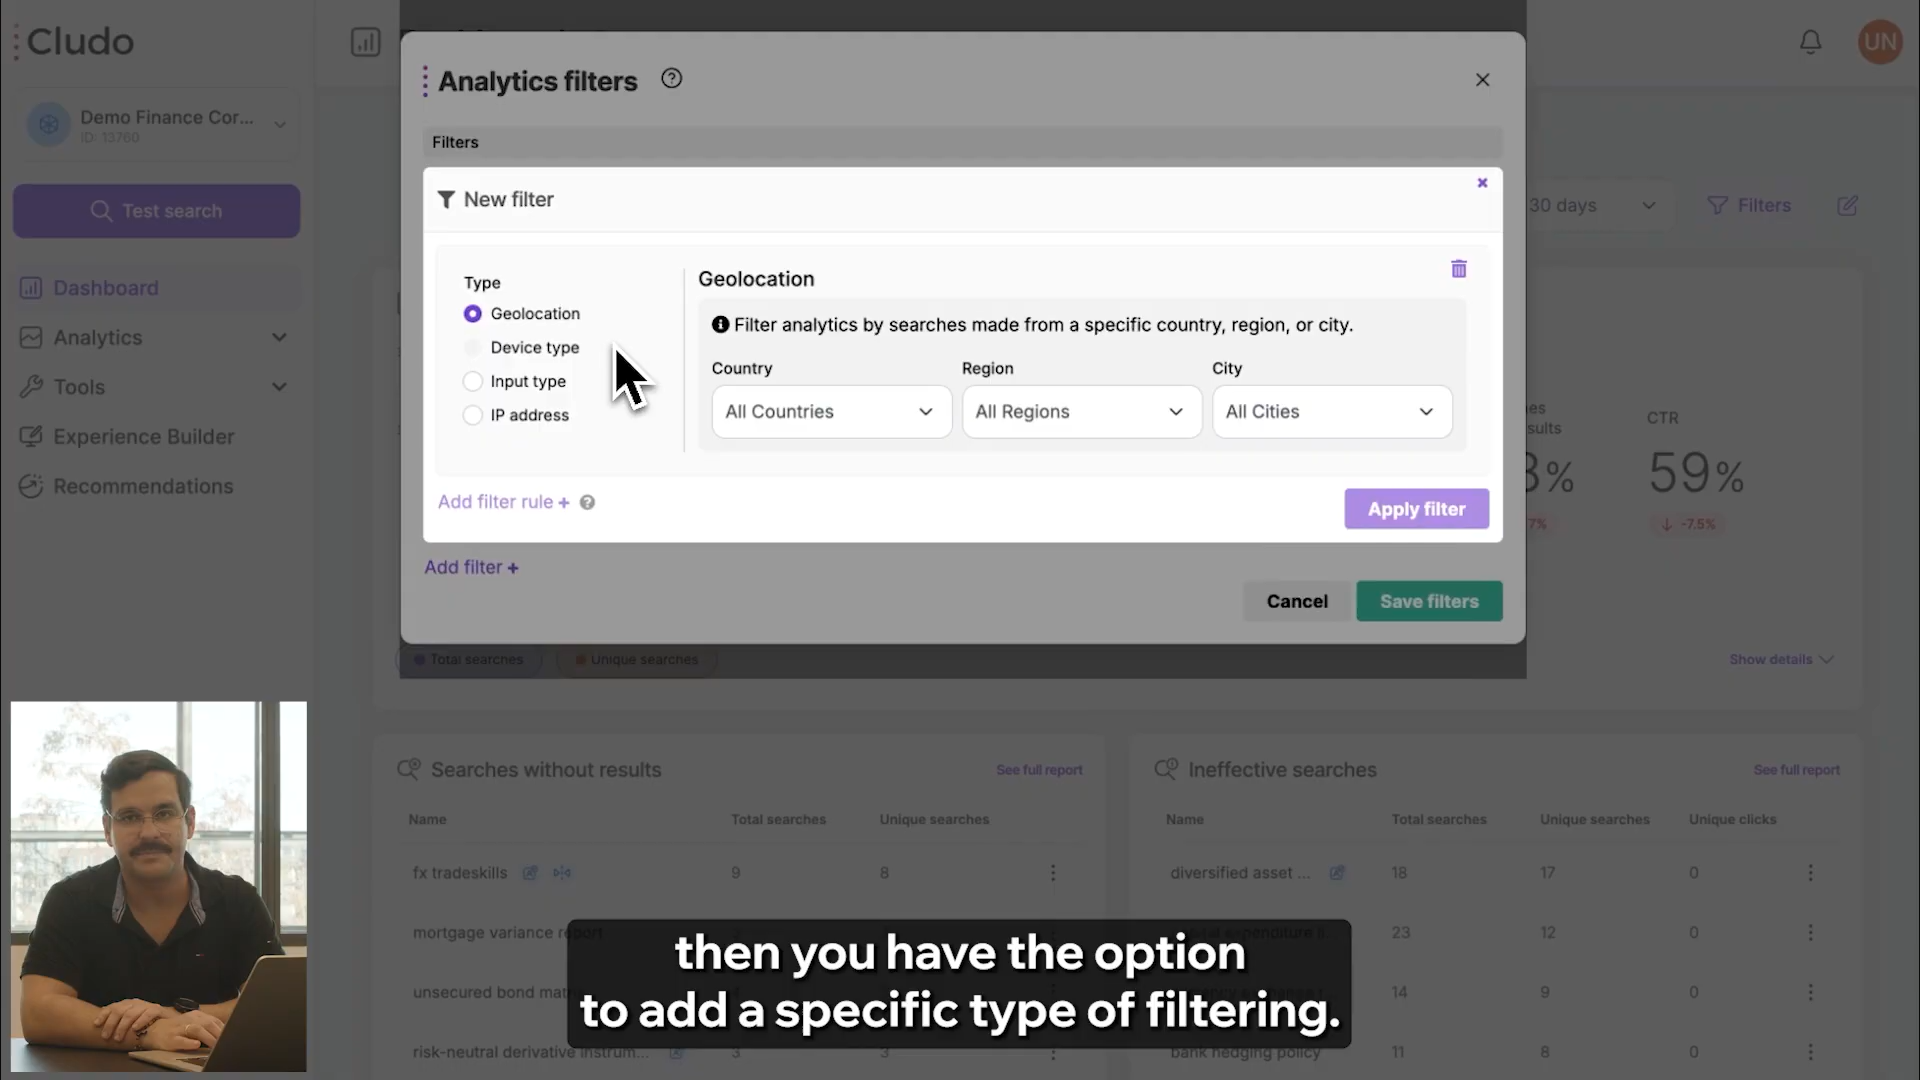 Cludo
Demo Finance Cor...
ID: 13760
Test search
Dashboard
Analytics
Tools
Experience Builder
Recommendations
UN
Analytics filters
Filters
New filter
Type
Geolocation
Device type
Input type
IP address
Geolocation
Filter analytics by searches made from a specific country, region, or city.
Country Region City
All Countries All Regions All Cities
Add filter rule +
Apply filter
Add filter +
Cancel Save filters
30 days Filters
CTR
59%
-7.5%
Total searches Unique searches
Show details
Searches without results See full report
Name Total searches Unique searches
fx tradeskills 9 8
mortgage variance report
unsecured bond
risk-neutral derivative instrum... 3 3
Ineffective searches See full report
Name Total searches Unique searches Unique clicks
diversified asset ... 18 17 0
23 12 0
14 9 0
bank hedging policy 11 8 0
then you have the option
to add a specific type of filtering.